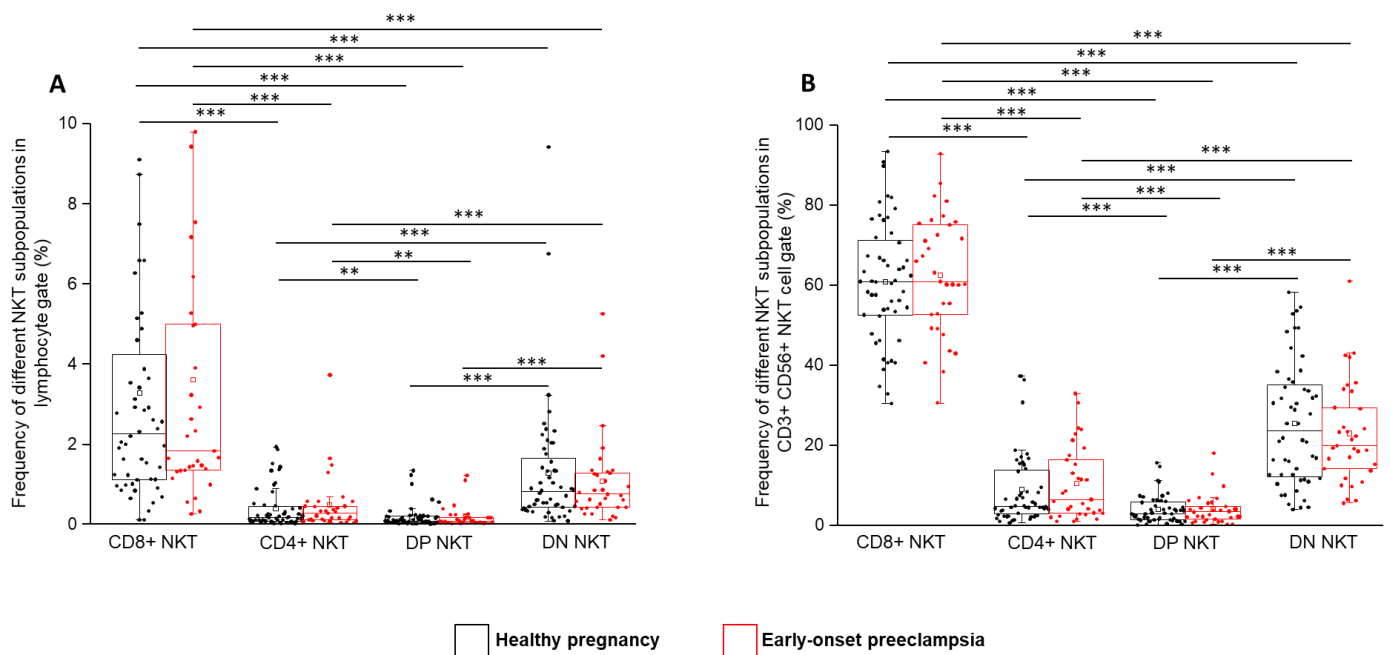 A
Frequency of different NKT subpopulations in
lymphocyte gate (%)
10
8
6
4
2
0
***
***
***
***
***
***
***
***
***
**
**
***
***
CD8+ NKT
CD4+ NKT
DP NKT
DN NKT
B
Frequency of different NKT subpopulations in
CD3+ CD56+ NKT cell gate (%)
100
80
60
40
20
0
***
***
***
***
***
***
***
***
***
***
***
***
CD8+ NKT
CD4+ NKT
DP NKT
DN NKT
Healthy pregnancy
Early-onset preeclampsia